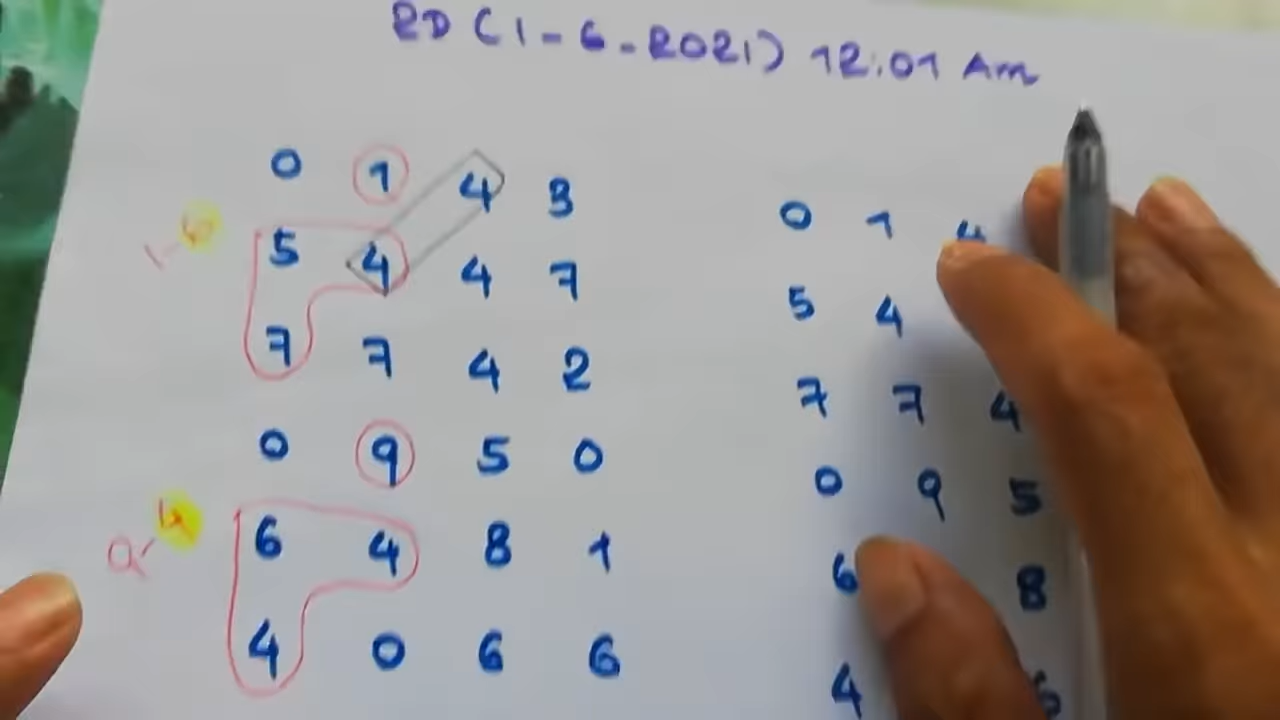 2D (1-6-2021) 12:01 Am
0 1 4 3
5 4 4 7
7 7 4 2
0 9 5 0
6 4 8 1
4 0 6 6
0 1 4
5 4
7 7 4
0 9 5
6 8
4 6